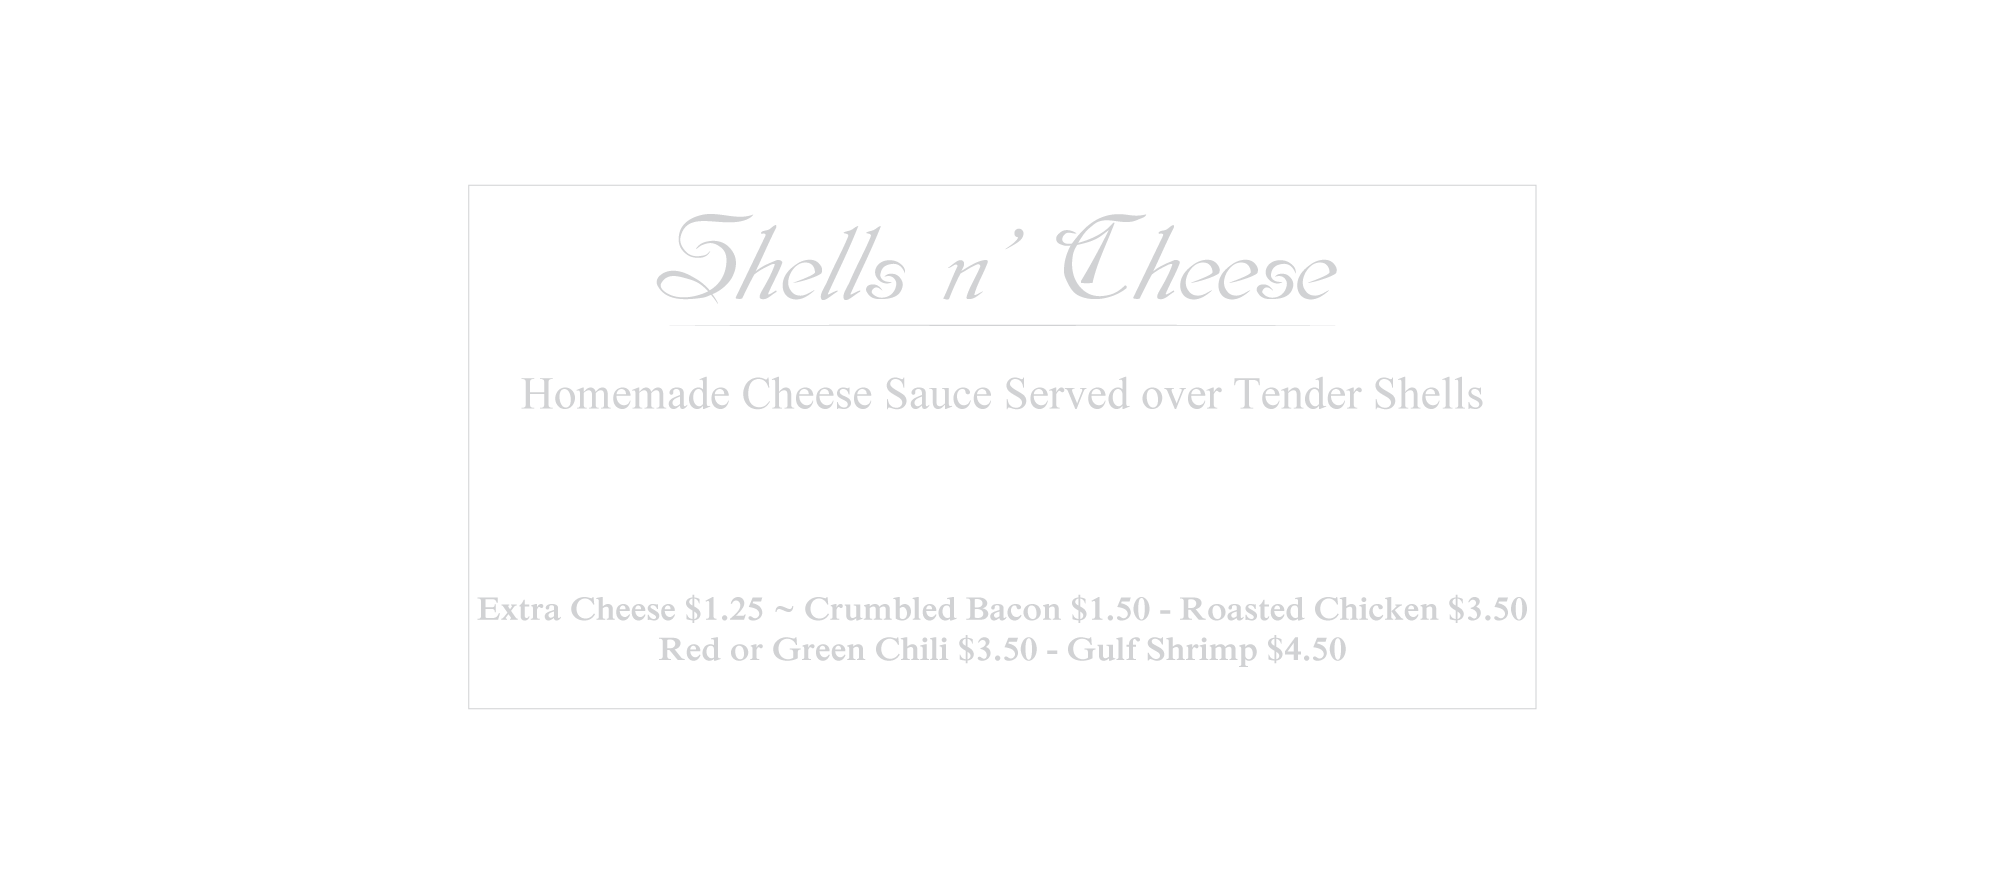 Shells n' Cheese
Homemade Cheese Sauce Served over Tender Shells
Extra Cheese $1.25 ~ Crumbled Bacon $1.50 - Roasted Chicken $3.50
Red or Green Chili $3.50 - Gulf Shrimp $4.50